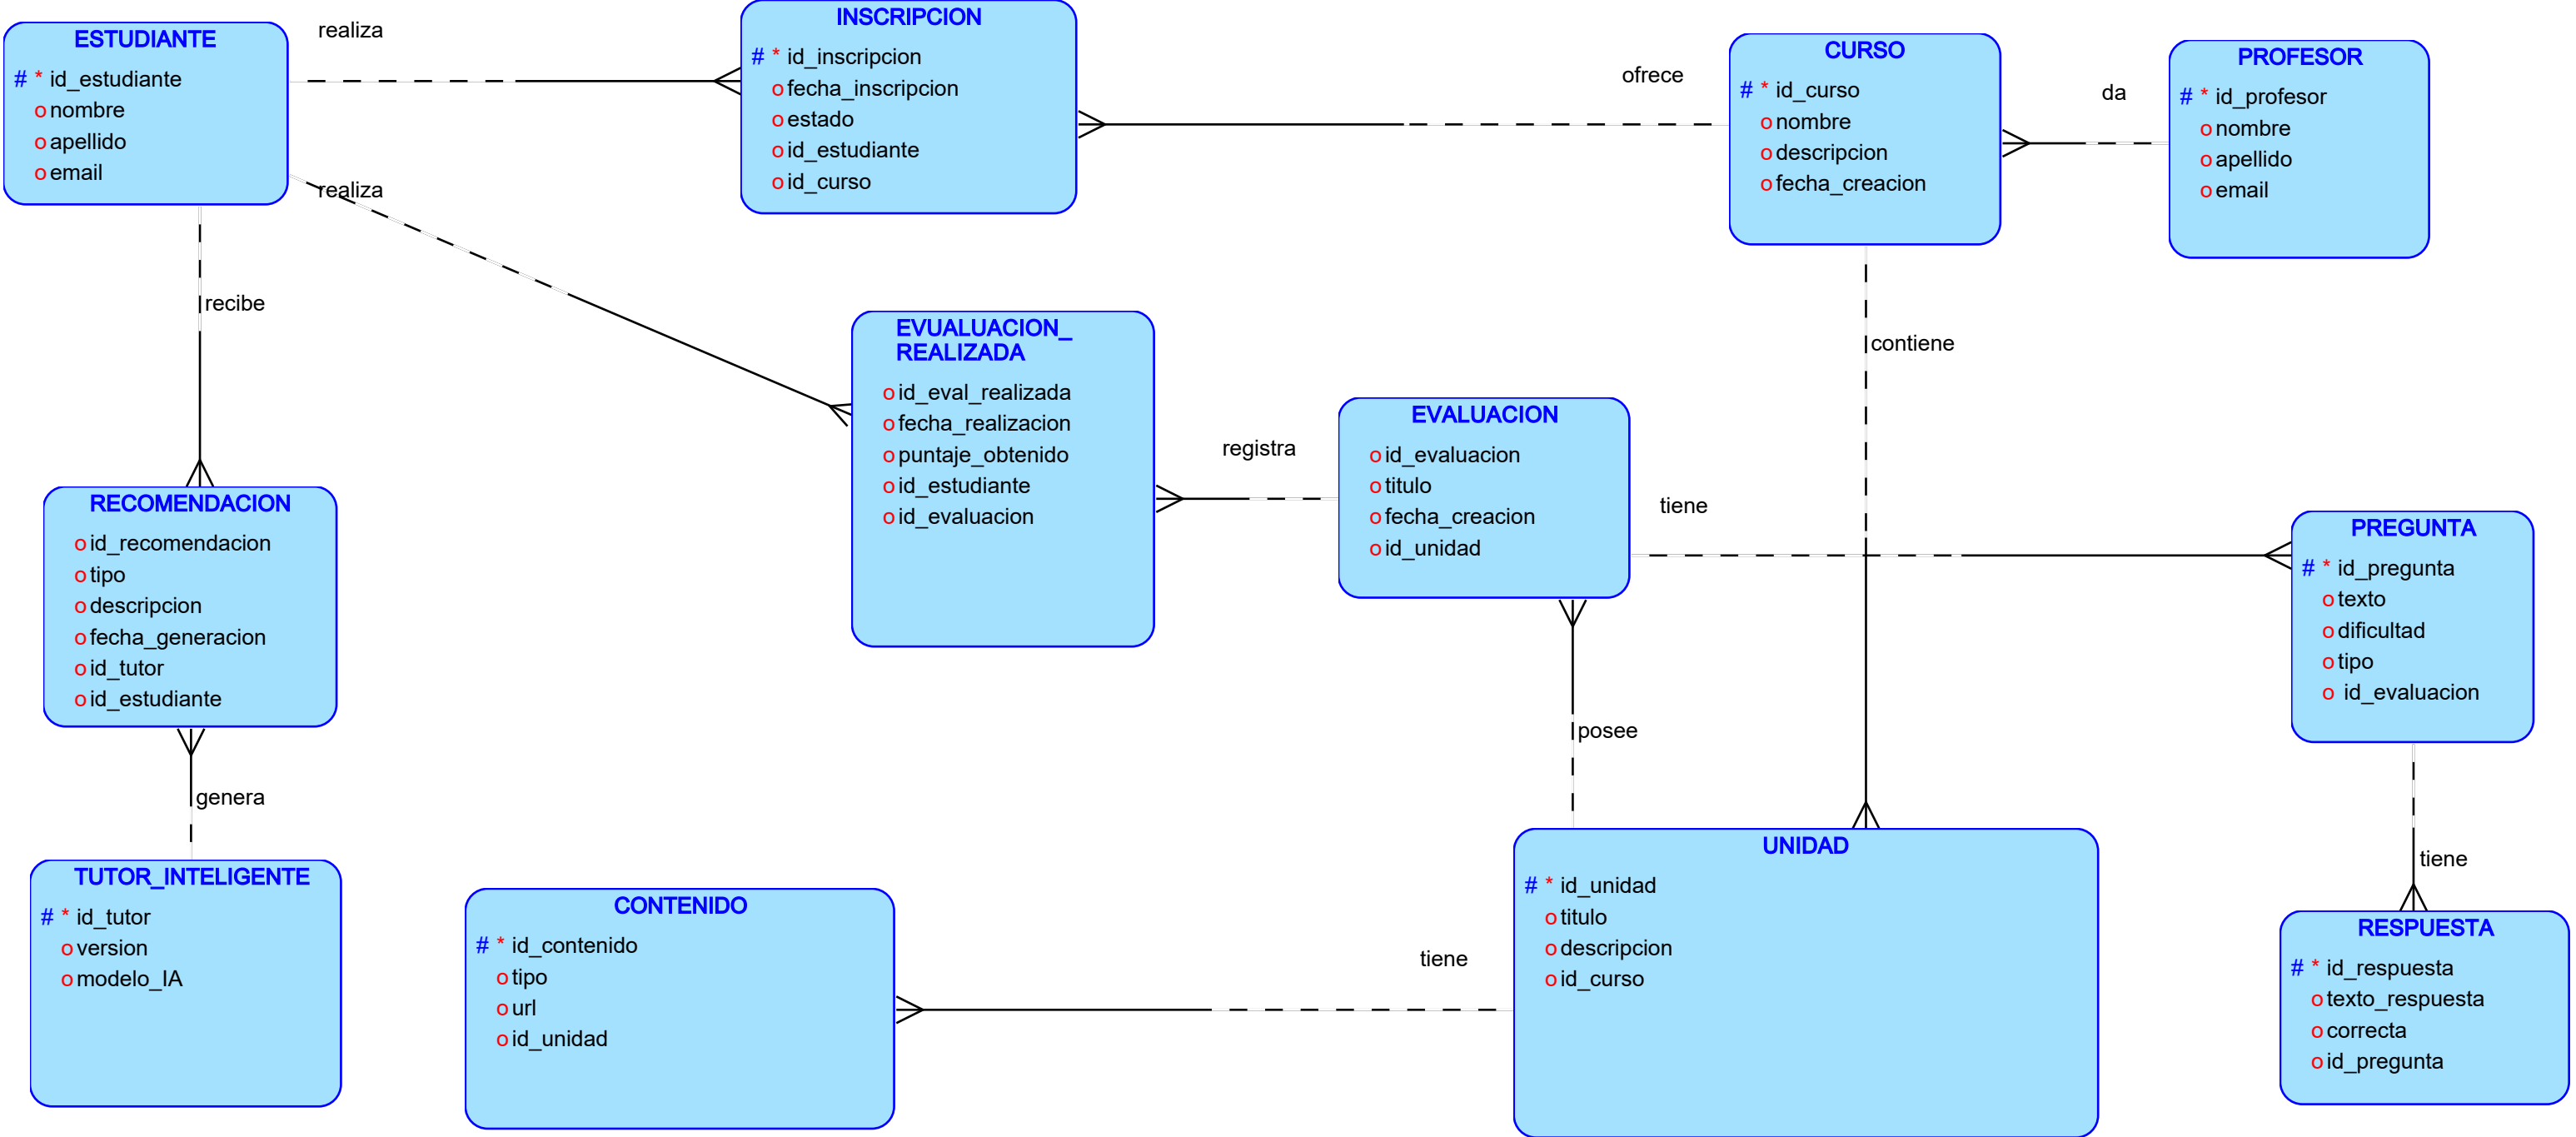 ESTUDIANTE
# * id_estudiante
o nombre
o apellido
o email
realiza
INSCRIPCION
# * id_inscripcion
o fecha_inscripcion
o estado
o id_estudiante
o id_curso
ofrece
CURSO
# * id_curso
o nombre
o descripcion
o fecha_creacion
da
PROFESOR
# * id_profesor
o nombre
o apellido
o email
realiza
recibe
contiene
EVUALUACION_
REALIZADA
o id_eval_realizada
o fecha_realizacion
o puntaje_obtenido
o id_estudiante
o id_evaluacion
registra
EVALUACION
o id_evaluacion
o titulo
o fecha_creacion
o id_unidad
tiene
PREGUNTA
# * id_pregunta
o texto
o dificultad
o tipo
o id_evaluacion
RECOMENDACION
o id_recomendacion
o tipo
o descripcion
o fecha_generacion
o id_tutor
o id_estudiante
posee
genera
tiene
TUTOR_INTELIGENTE
# * id_tutor
o version
o modelo_IA
CONTENIDO
# * id_contenido
o tipo
o url
o id_unidad
tiene
UNIDAD
# * id_unidad
o titulo
o descripcion
o id_curso
RESPUESTA
# * id_respuesta
o texto_respuesta
o correcta
o id_pregunta